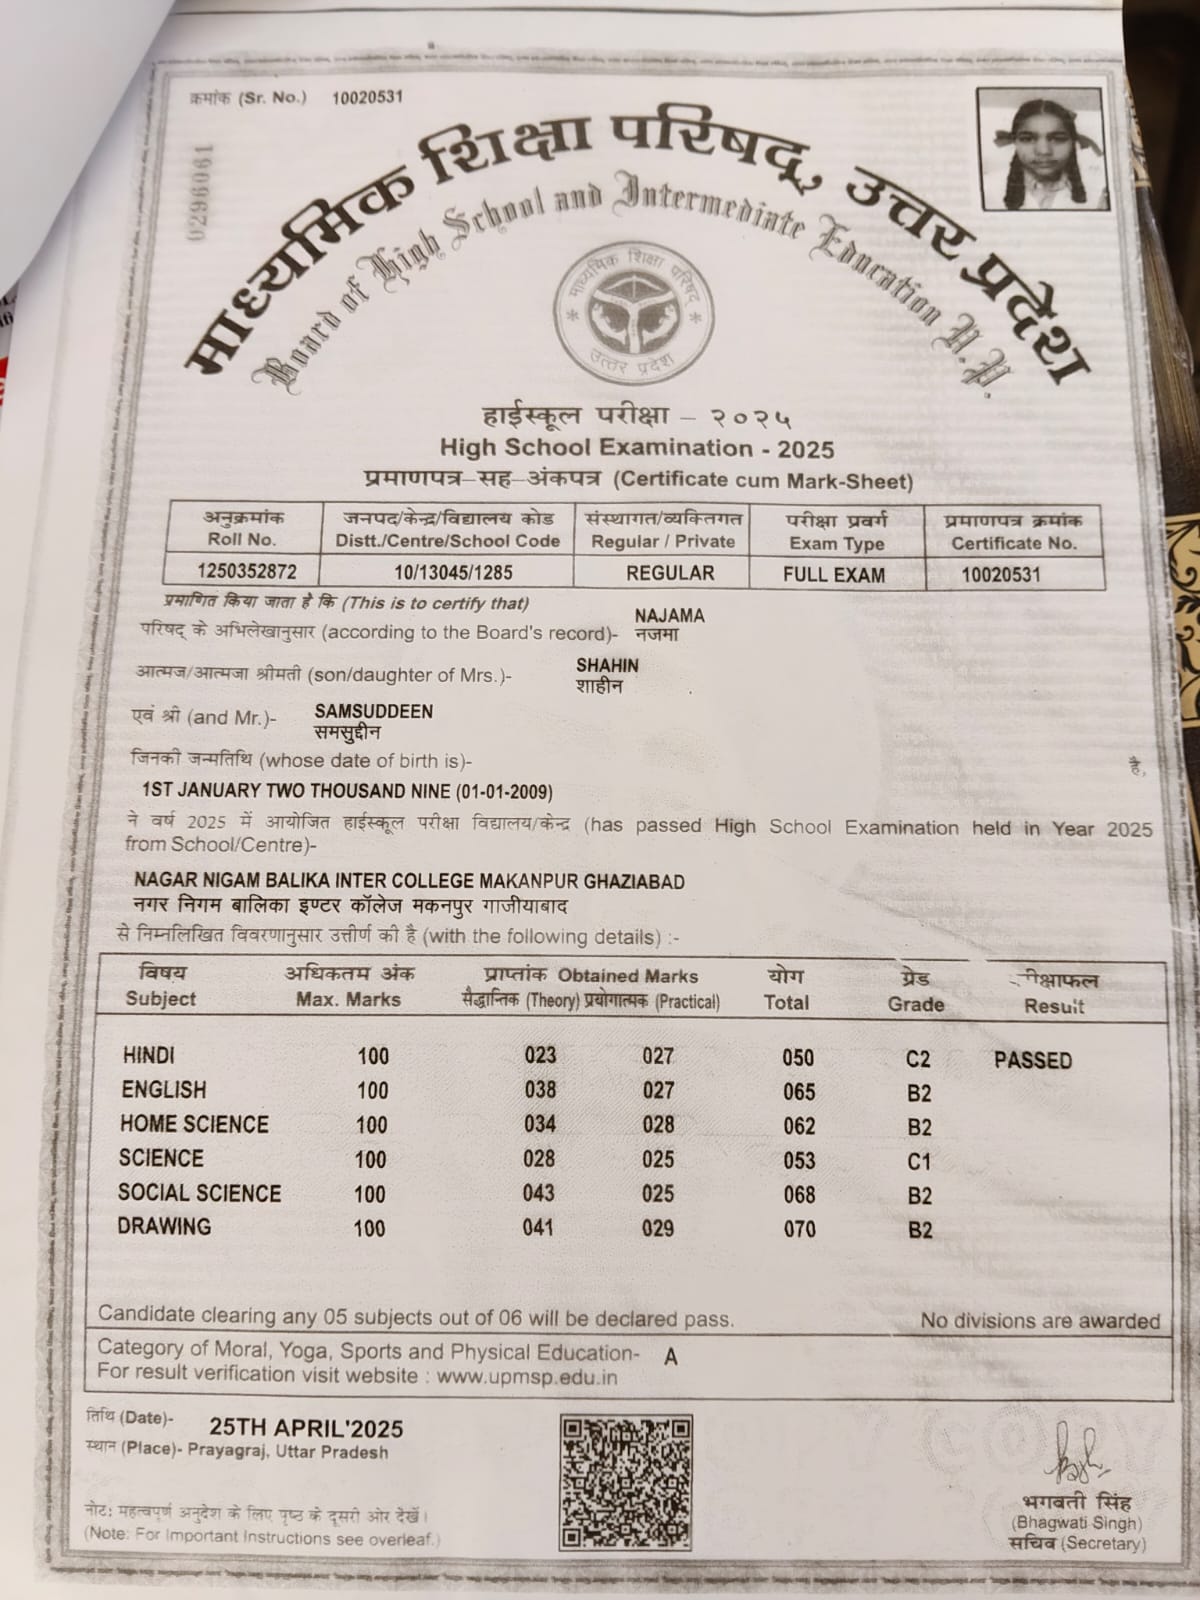 क्रमांक (Sr. No.) 10020531
0296061
माध्यमिक शिक्षा परिषद्, उत्तर प्रदेश
Board of High School and Intermediate Education U.P.
माध्यमिक शिक्षा परिषद्
उत्तर प्रदेश
हाईस्कूल परीक्षा – २०२५
High School Examination - 2025
प्रमाणपत्र–सह–अंकपत्र (Certificate cum Mark-Sheet)
अनुक्रमांक जनपद/केन्द्र/विद्यालय कोड संस्थागत/व्यक्तिगत परीक्षा प्रवर्ग प्रमाणपत्र क्रमांक
Roll No. Distt./Centre/School Code Regular / Private Exam Type Certificate No.
1250352872 10/13045/1285 REGULAR FULL EXAM 10020531
प्रमाणित किया जाता है कि (This is to certify that)
NAJAMA
परिषद् के अभिलेखानुसार (according to the Board's record)- नजमा
SHAHIN
आत्मज/आत्मजा श्रीमती (son/daughter of Mrs.)- शाहीन
SAMSUDDEEN
एवं श्री (and Mr.)- समसुद्दीन
जिनकी जन्मतिथि (whose date of birth is)- है,
1ST JANUARY TWO THOUSAND NINE (01-01-2009)
ने वर्ष 2025 में आयोजित हाईस्कूल परीक्षा विद्यालय/केन्द्र (has passed High School Examination held in Year 2025
from School/Centre)-
NAGAR NIGAM BALIKA INTER COLLEGE MAKANPUR GHAZIABAD
नगर निगम बालिका इण्टर कॉलेज मकनपुर गाजीयाबाद
से निम्नलिखित विवरणानुसार उत्तीर्ण की है (with the following details) :-
विषय अधिकतम अंक प्राप्तांक Obtained Marks योग ग्रेड
Subject Max. Marks सैद्धान्तिक (Theory) प्रयोगात्मक (Practical) Total Grade Result
HINDI 100 023 027 050 C2 PASSED
ENGLISH 100 038 027 065 B2
HOME SCIENCE 100 034 028 062 B2
SCIENCE 100 028 025 053 C1
SOCIAL SCIENCE 100 043 025 068 B2
DRAWING 100 041 029 070 B2
Candidate clearing any 05 subjects out of 06 will be declared pass. No divisions are awarded
Category of Moral, Yoga, Sports and Physical Education- A
For result verification visit website : www.upmsp.edu.in
तिथि (Date)- 25TH APRIL'2025
स्थान (Place)- Prayagraj, Uttar Pradesh
नोट: महत्वपूर्ण अनुदेश के लिए पृष्ठ के दूसरी ओर देखें।
(Note: For Important Instructions see overleaf.)
भगवती सिंह
(Bhagwati Singh)
सचिव (Secretary)